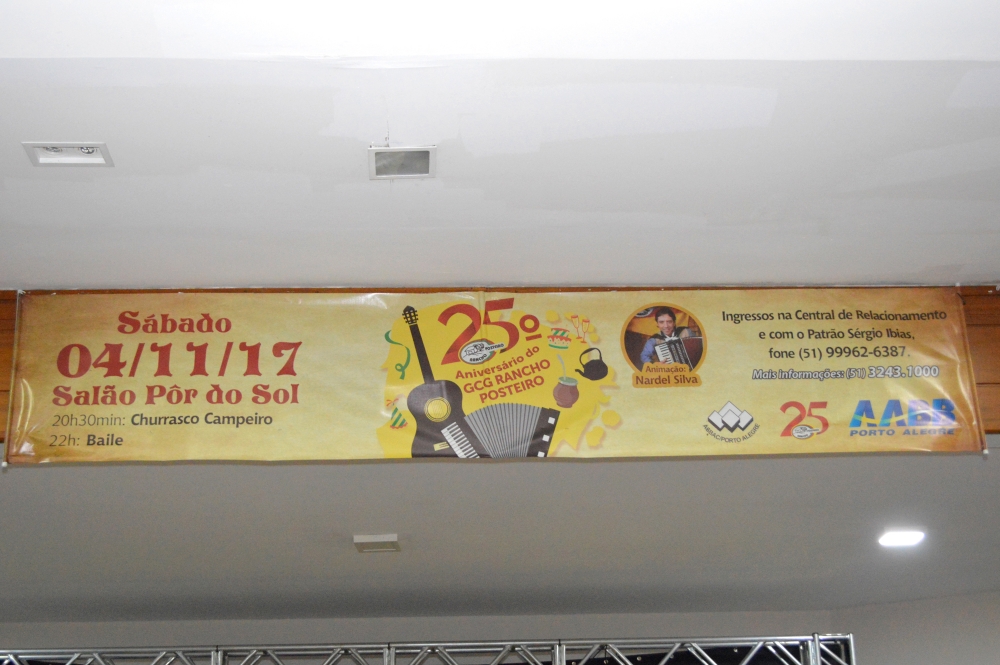 Sábado
04/11/17
Salão Pôr do Sol
20h30min: Churrasco Campeiro
22h: Baile
25º
Aniversário do
GCG RANCHO
POSTEIRO
Animação:
Nardel Silva
Ingressos na Central de Relacionamento
e com o Patrão Sérgio Ibias,
fone (51) 99962-6387.
Mais informações: (51) 3243.1000
PORTO ALEGRE
25
AABB
PORTO ALEGRE